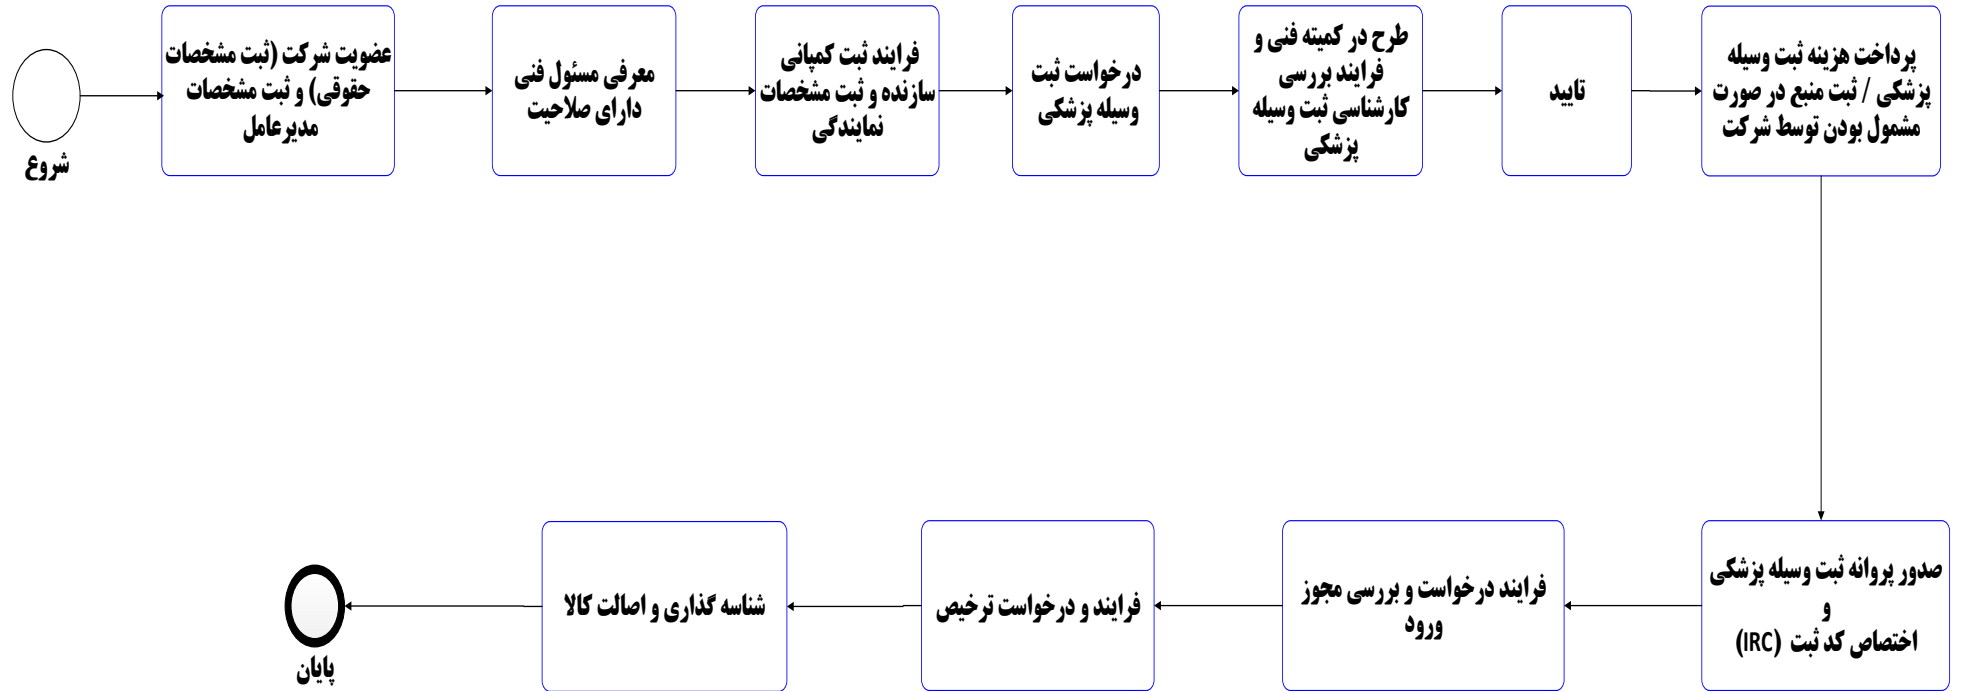 شروع
عضویت شرکت (ثبت مشخصات
حقوقی) و ثبت مشخصات
مدیرعامل
معرفی مسئول فنی
دارای صلاحیت
فرایند ثبت کمپانی
سازنده و ثبت مشخصات
نمایندگی
درخواست ثبت
وسیله پزشکی
طرح در کمیته فنی و
فرایند بررسی
کارشناسی ثبت وسیله
پزشکی
تایید
پرداخت هزینه ثبت وسیله
پزشکی / ثبت منبع در صورت
مشمول بودن توسط شرکت
صدور پروانه ثبت وسیله پزشکی
و
اختصاص کد ثبت (IRC)
فرایند درخواست و بررسی مجوز
ورود
فرایند و درخواست ترخیص
شناسه گذاری و اصالت کالا
پایان